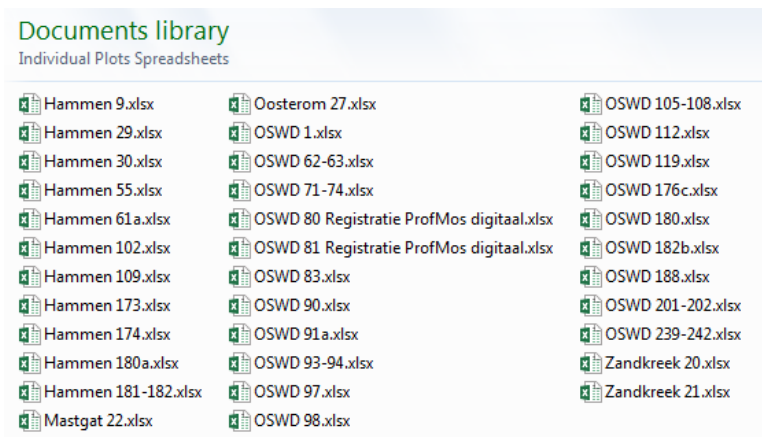 Documents library
Individual Plots Spreadsheets
Hammen 9.xlsx
Hammen 29.xlsx
Hammen 30.xlsx
Hammen 55.xlsx
Hammen 61a.xlsx
Hammen 102.xlsx
Hammen 109.xlsx
Hammen 173.xlsx
Hammen 174.xlsx
Hammen 180a.xlsx
Hammen 181-182.xlsx
Mastgat 22.xlsx
Oosterom 27.xlsx
OSWD 1.xlsx
OSWD 62-63.xlsx
OSWD 71-74.xlsx
OSWD 80 Registratie ProfMos digitaal.xlsx
OSWD 81 Registratie ProfMos digitaal.xlsx
OSWD 83.xlsx
OSWD 90.xlsx
OSWD 91a.xlsx
OSWD 93-94.xlsx
OSWD 97.xlsx
OSWD 98.xlsx
OSWD 105-108.xlsx
OSWD 112.xlsx
OSWD 119.xlsx
OSWD 176c.xlsx
OSWD 180.xlsx
OSWD 182b.xlsx
OSWD 188.xlsx
OSWD 201-202.xlsx
OSWD 239-242.xlsx
Zandkreek 20.xlsx
Zandkreek 21.xlsx